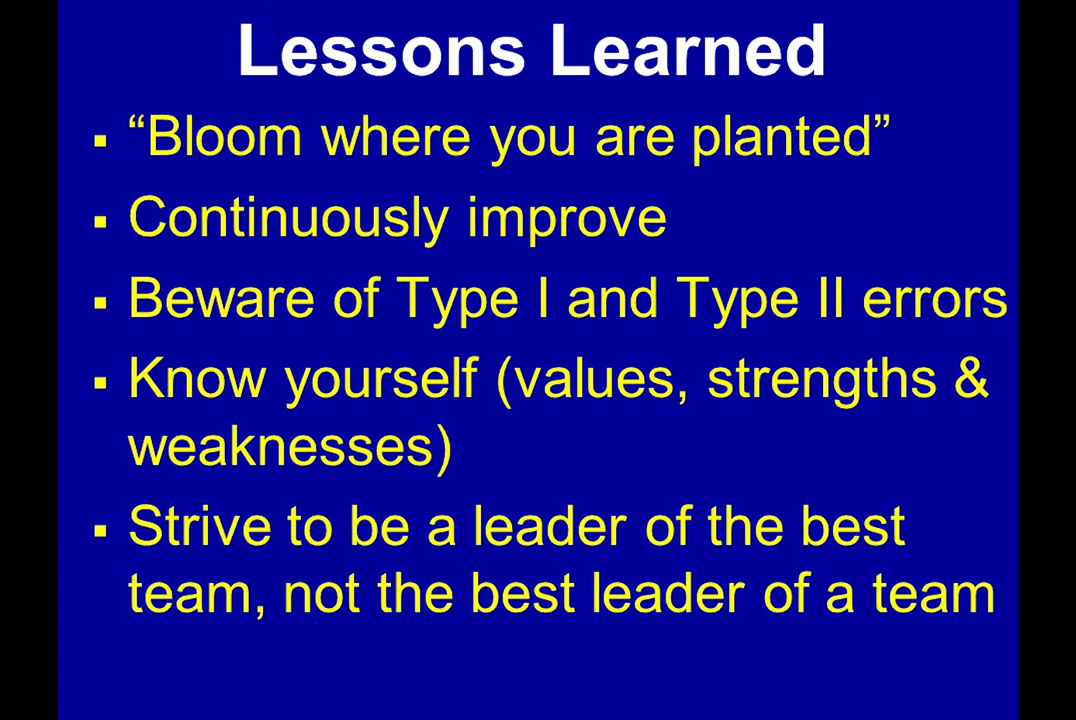 Lessons Learned
▪ “Bloom where you are planted”
▪ Continuously improve
▪ Beware of Type I and Type II errors
▪ Know yourself (values, strengths &
weaknesses)
▪ Strive to be a leader of the best
team, not the best leader of a team